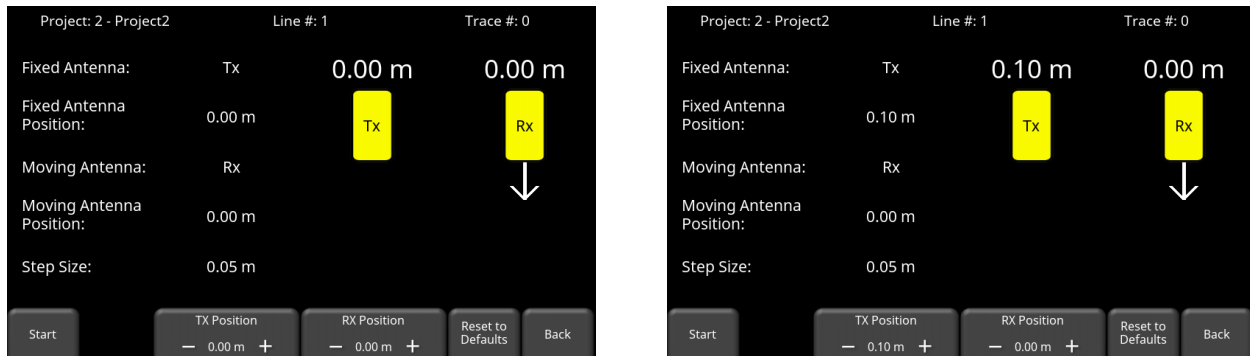 Project: 2 - Project2 Line #: 1 Trace #: 0
Fixed Antenna: Tx 0.00 m 0.00 m
Fixed Antenna
Position: 0.00 m
Tx Rx
Moving Antenna: Rx
Moving Antenna
Position: 0.00 m
Step Size: 0.05 m
Start
TX Position
− 0.00 m +
RX Position
− 0.00 m +
Reset to
Defaults
Back
Project: 2 - Project2 Line #: 1 Trace #: 0
Fixed Antenna: Tx 0.10 m 0.00 m
Fixed Antenna
Position: 0.10 m
Tx Rx
Moving Antenna: Rx
Moving Antenna
Position: 0.00 m
Step Size: 0.05 m
Start
TX Position
− 0.10 m +
RX Position
− 0.00 m +
Reset to
Defaults
Back